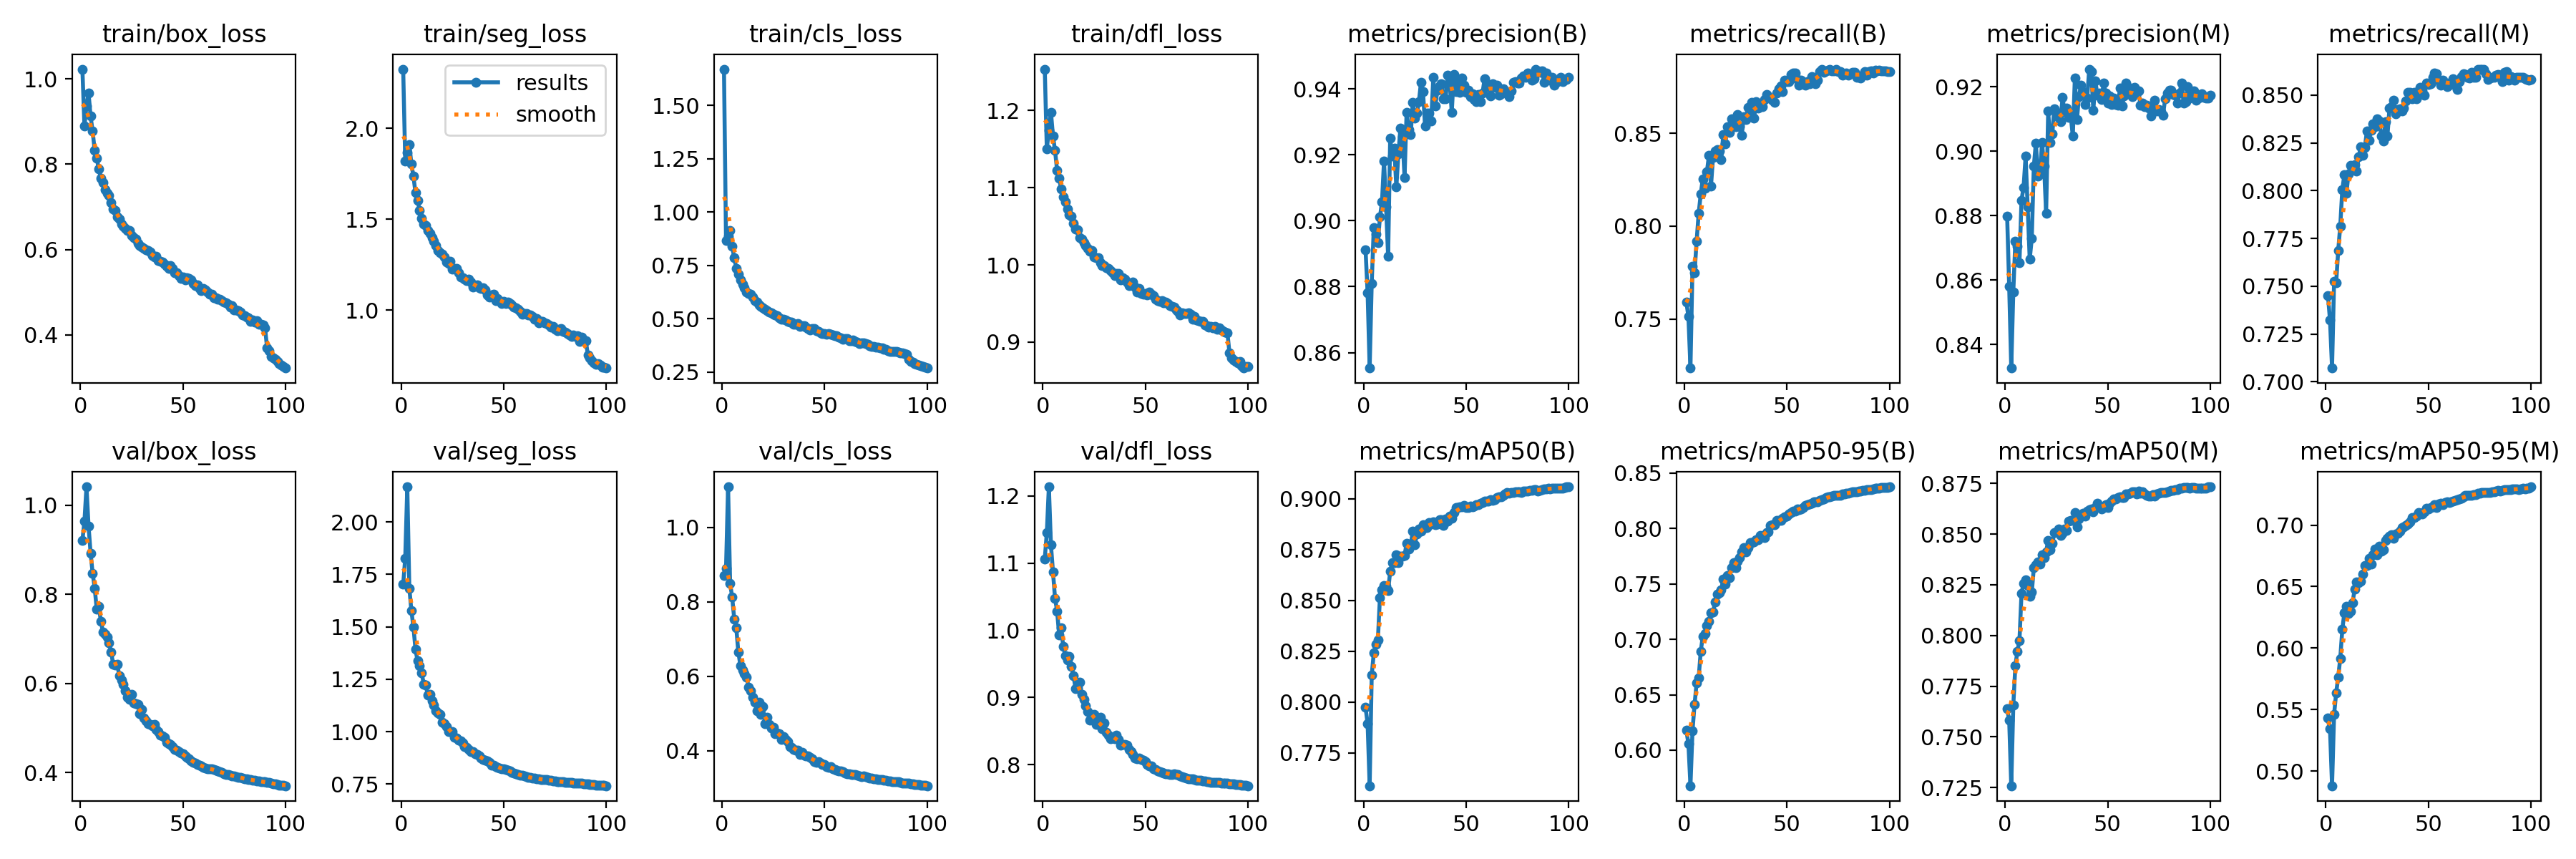 train/box_loss
1.0
0.8
0.6
0.4
0 50 100
train/seg_loss
results
smooth
2.0
1.5
1.0
0 50 100
train/cls_loss
1.50
1.25
1.00
0.75
0.50
0.25
0 50 100
train/dfl_loss
1.2
1.1
1.0
0.9
0 50 100
metrics/precision(B)
0.94
0.92
0.90
0.88
0.86
0 50 100
metrics/recall(B)
0.85
0.80
0.75
0 50 100
metrics/precision(M)
0.92
0.90
0.88
0.86
0.84
0 50 100
metrics/recall(M)
0.850
0.825
0.800
0.775
0.750
0.725
0.700
0 50 100
val/box_loss
1.0
0.8
0.6
0.4
0 50 100
val/seg_loss
2.00
1.75
1.50
1.25
1.00
0.75
0 50 100
val/cls_loss
1.0
0.8
0.6
0.4
0 50 100
val/dfl_loss
1.2
1.1
1.0
0.9
0.8
0 50 100
metrics/mAP50(B)
0.900
0.875
0.850
0.825
0.800
0.775
0 50 100
metrics/mAP50-95(B)
0.85
0.80
0.75
0.70
0.65
0.60
0 50 100
metrics/mAP50(M)
0.875
0.850
0.825
0.800
0.775
0.750
0.725
0 50 100
metrics/mAP50-95(M)
0.70
0.65
0.60
0.55
0.50
0 50 100